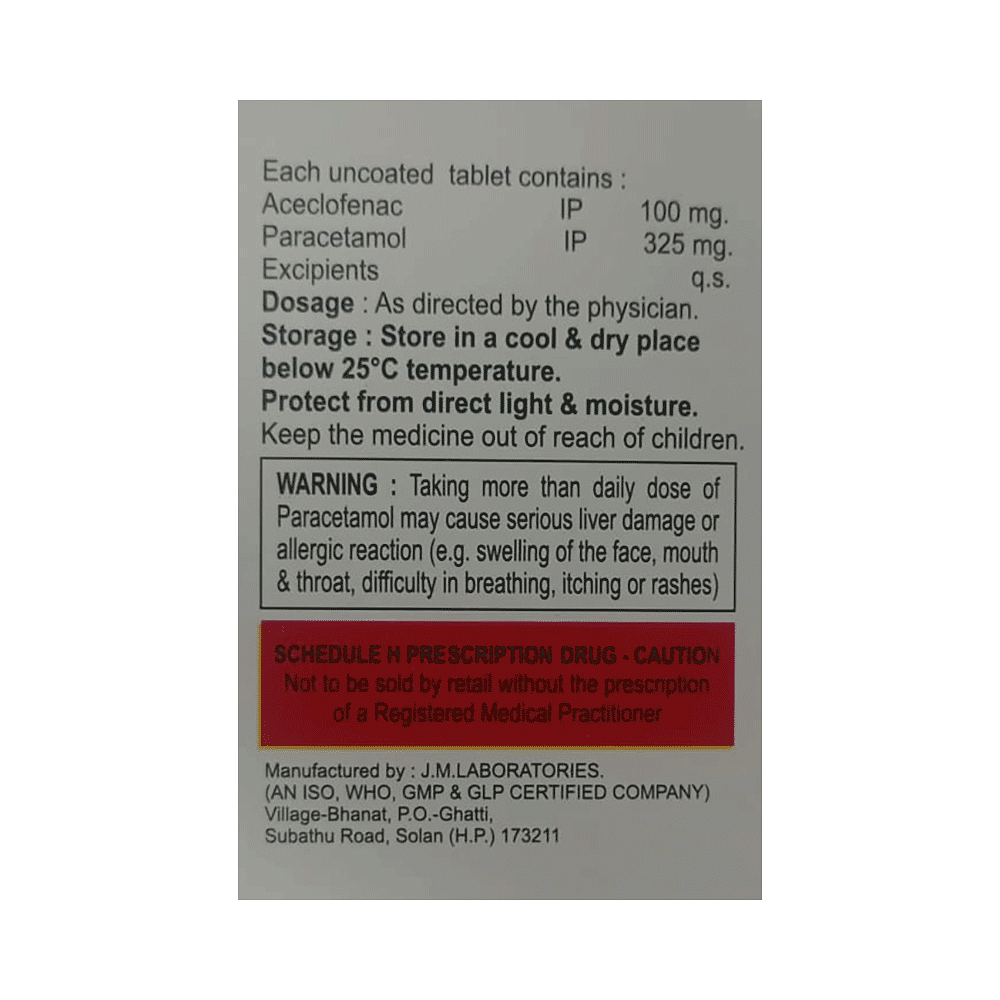 Each uncoated tablet contains :
Aceclofenac IP 100 mg.
Paracetamol IP 325 mg.
Excipients q.s.
Dosage : As directed by the physician.
Storage : Store in a cool & dry place
below 25°C temperature.
Protect from direct light & moisture.
Keep the medicine out of reach of children.
WARNING : Taking more than daily dose of
Paracetamol may cause serious liver damage or
allergic reaction (e.g. swelling of the face, mouth
& throat, difficulty in breathing, itching or rashes)
SCHEDULE H PRESCRIPTION DRUG - CAUTION
Not to be sold by retail without the prescription
of a Registered Medical Practitioner
Manufactured by : J.M.LABORATORIES.
(AN ISO, WHO, GMP & GLP CERTIFIED COMPANY)
Village-Bhanat, P.O.-Ghatti,
Subathu Road, Solan (H.P.) 173211